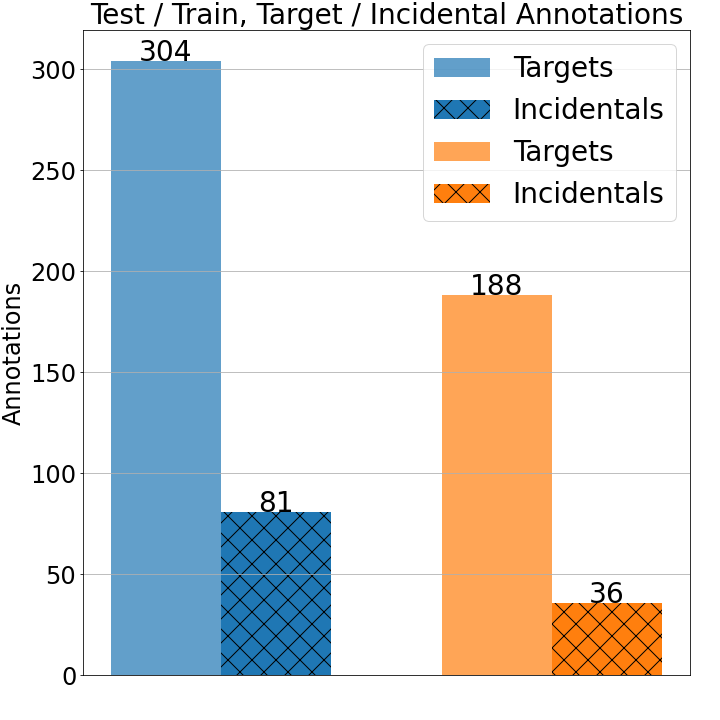 Test / Train, Target / Incidental Annotations
304
300
Targets
Incidentals
250
Targets
Incidentals
200
188
Annotations
150
100
81
50
36
0